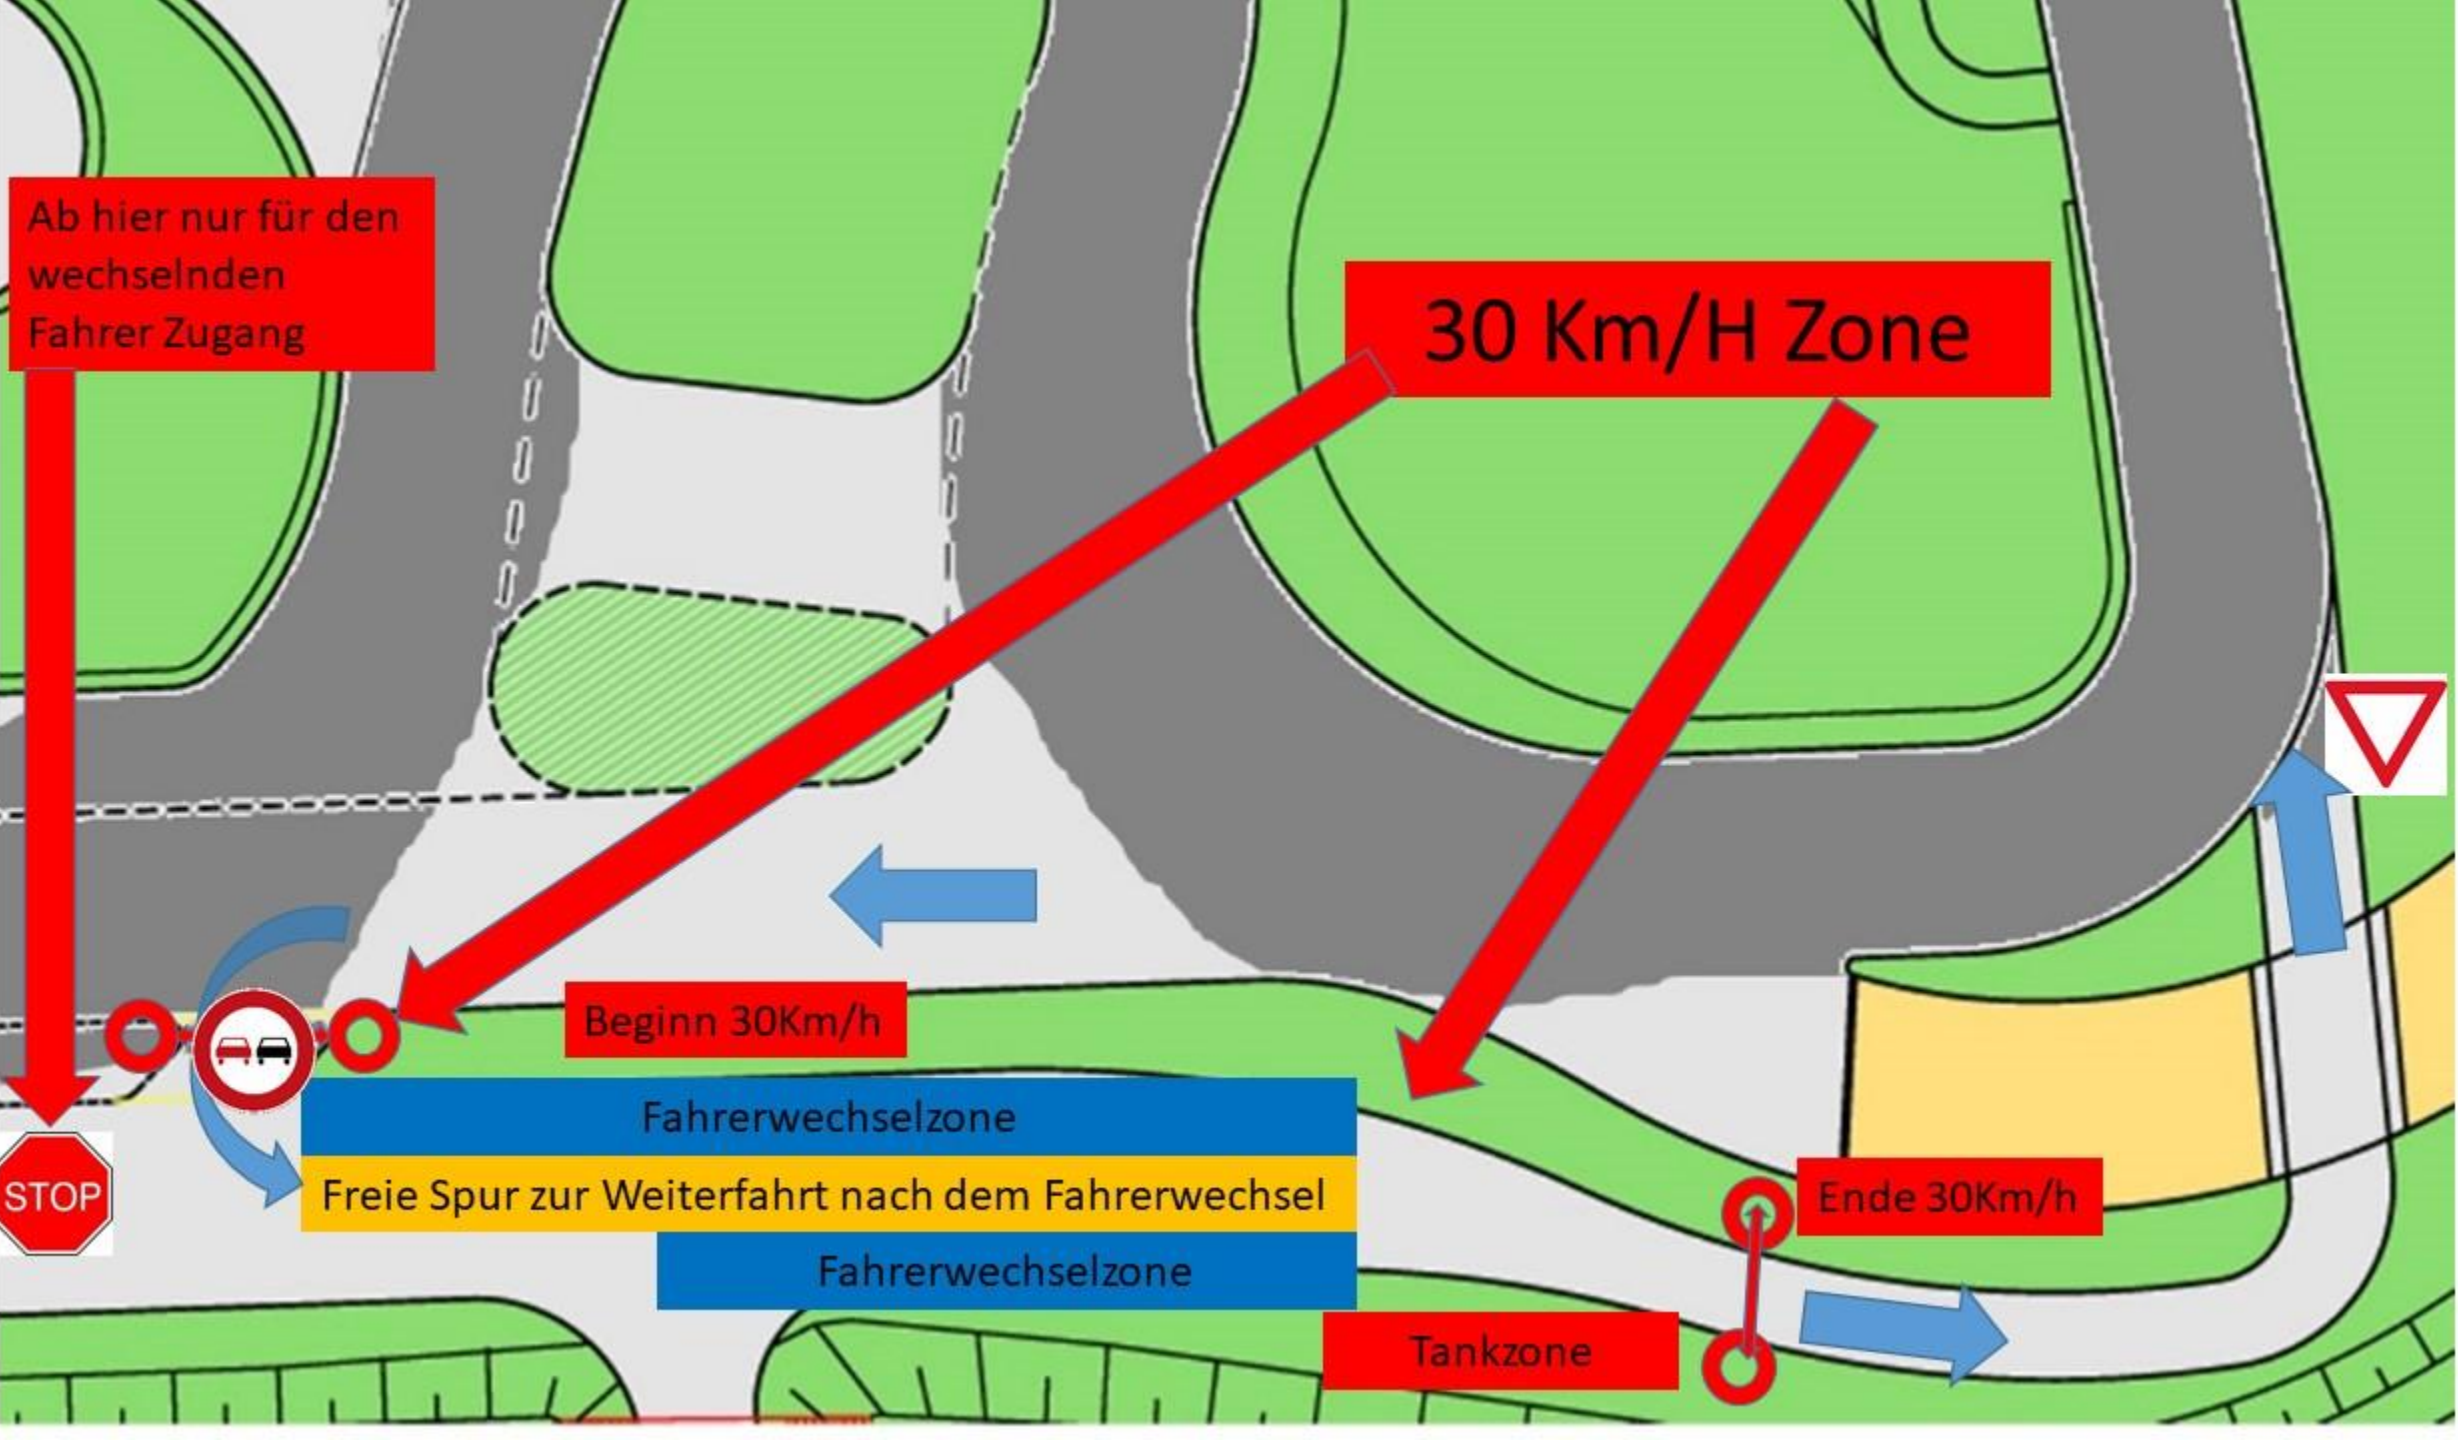 Ab hier nur für den
wechselnden
Fahrer Zugang
30 Km/H Zone
Beginn 30Km/h
Fahrerwechselzone
Freie Spur zur Weiterfahrt nach dem Fahrerwechsel
STOP
Ende 30Km/h
Fahrerwechselzone
Tankzone